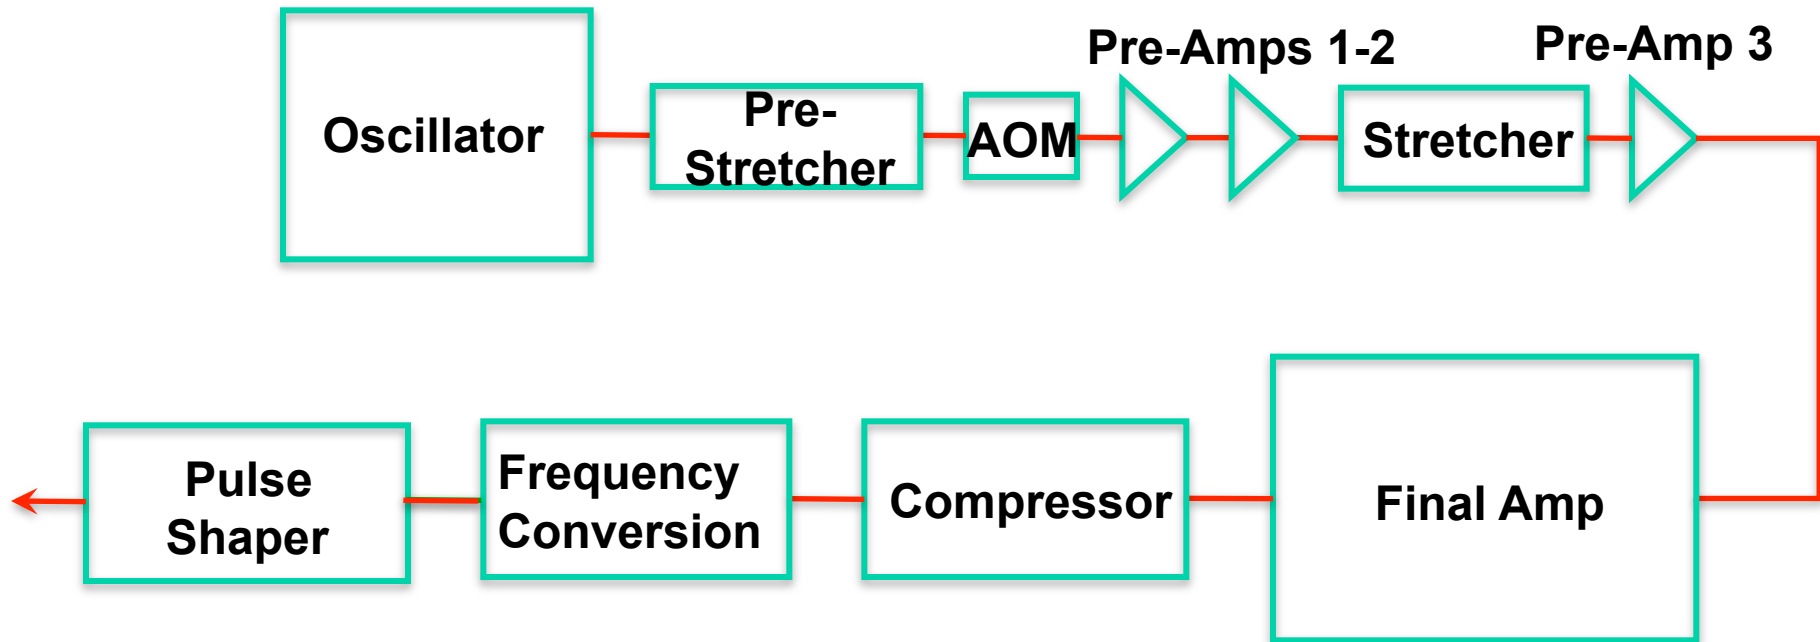 Pre-Amps 1-2
Pre-Amp 3
Oscillator
Pre-
Stretcher
AOM
Stretcher
Pulse
Shaper
Frequency
Conversion
Compressor
Final Amp